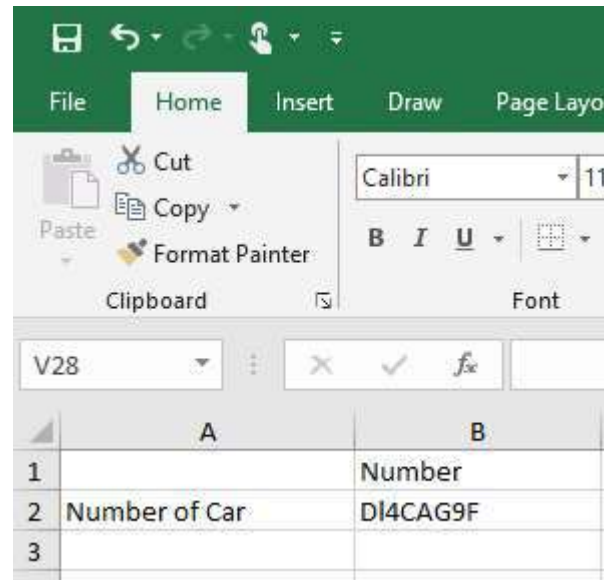 File Home Insert Draw Page Layo
Cut
Calibri 11
Copy
Paste
Format Painter
B I U
Clipboard Font
V28 fx
A B
1 Number
2 Number of Car Dl4CAG9F
3